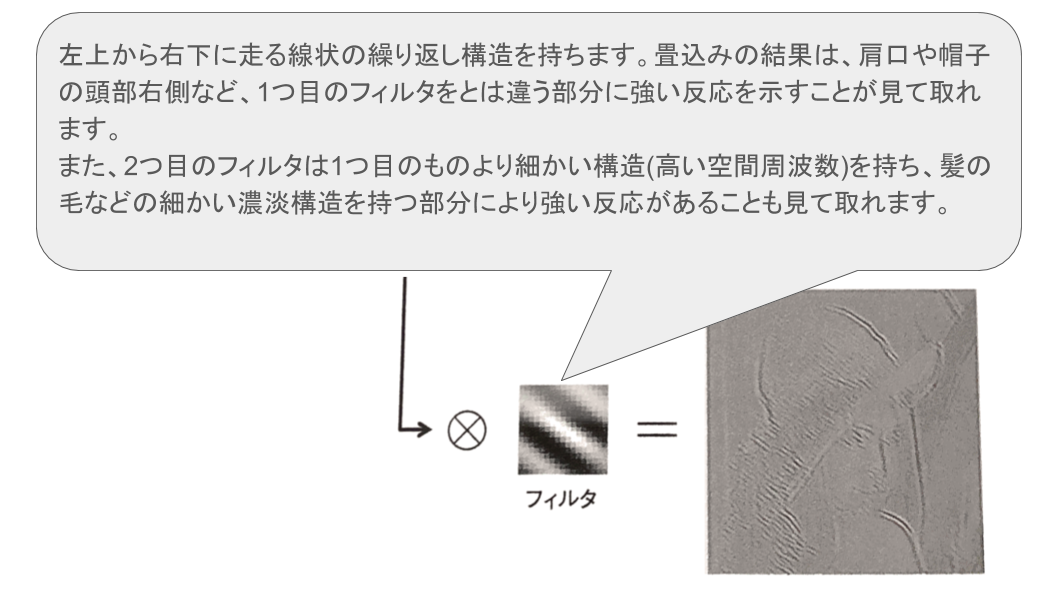 左上から右下に走る線状の繰り返し構造を持ちます。畳込みの結果は、肩口や帽子
の頭部右側など、1つ目のフィルタをとは違う部分に強い反応を示すことが見て取れ
ます。
また、2つ目のフィルタは1つ目のものより細かい構造(高い空間周波数)を持ち、髪の
毛などの細かい濃淡構造を持つ部分により強い反応があることも見て取れます。
フィルタ